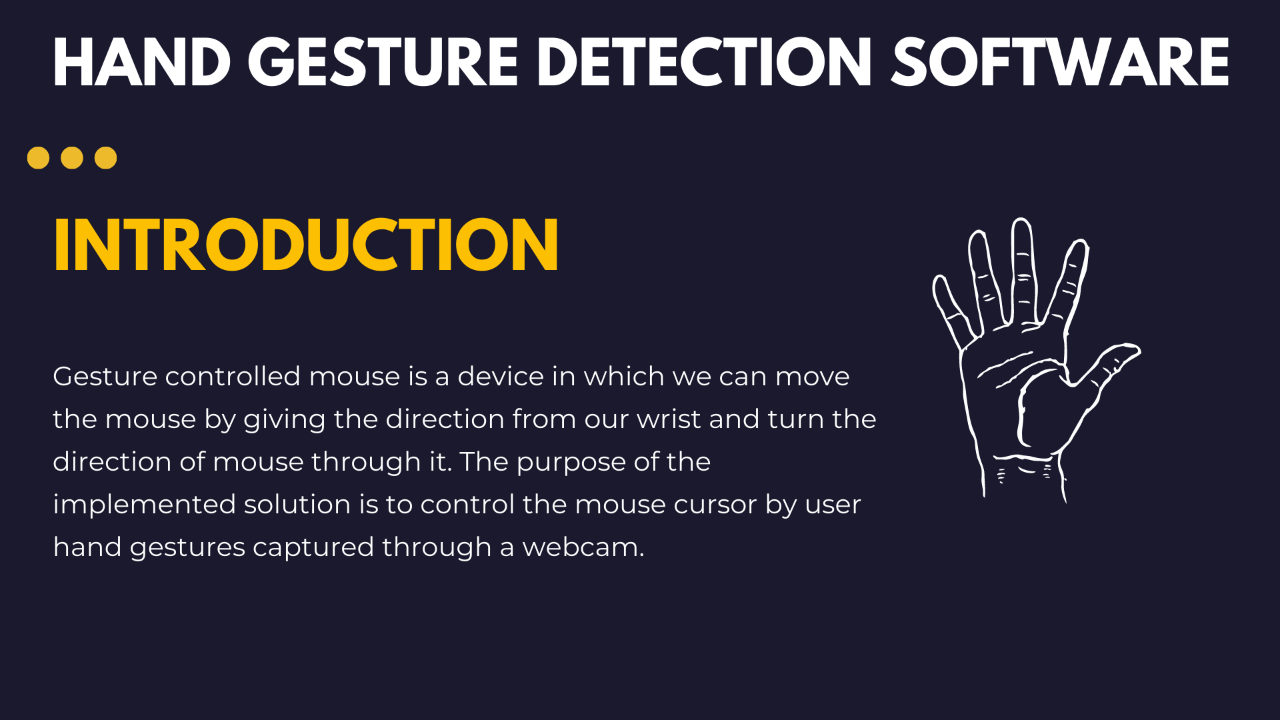 HAND GESTURE DETECTION SOFTWARE
INTRODUCTION
Gesture controlled mouse is a device in which we can move
the mouse by giving the direction from our wrist and turn the
direction of mouse through it. The purpose of the
implemented solution is to control the mouse cursor by user
hand gestures captured through a webcam.